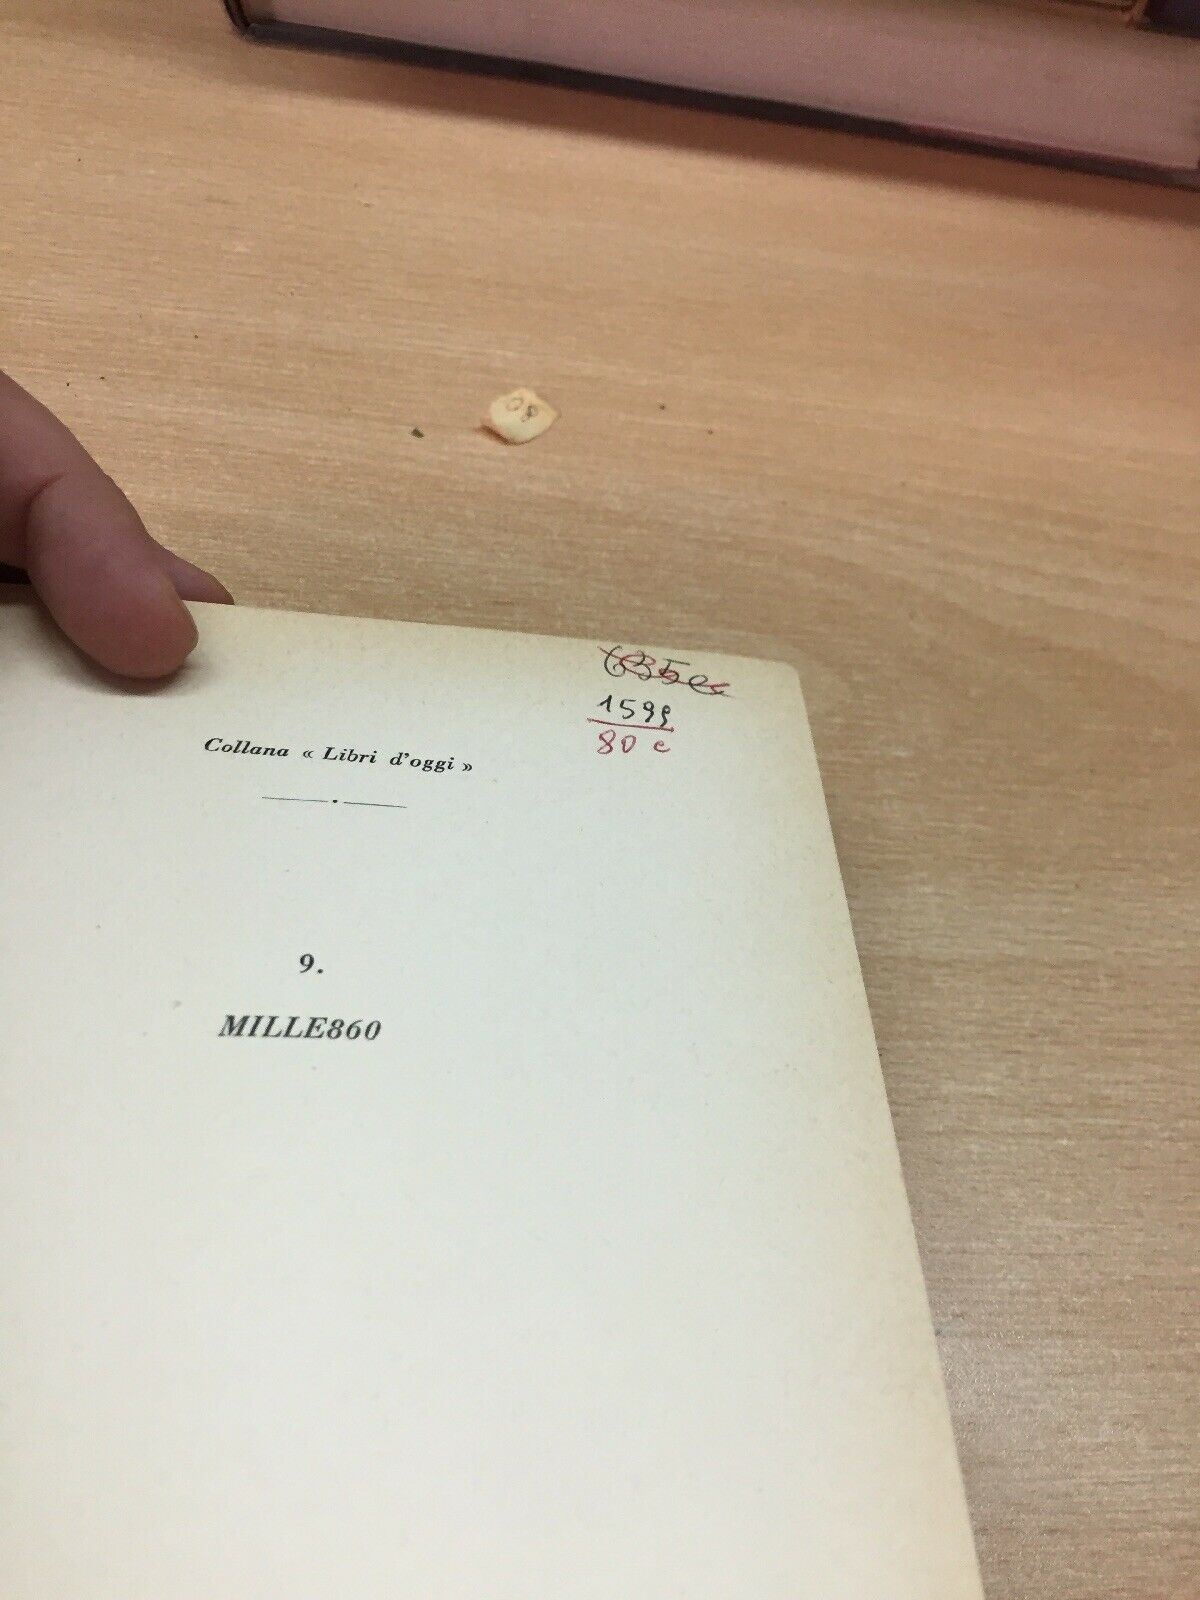 1599
80 c
Collana « Libri d'oggi »
9.
MILLE860